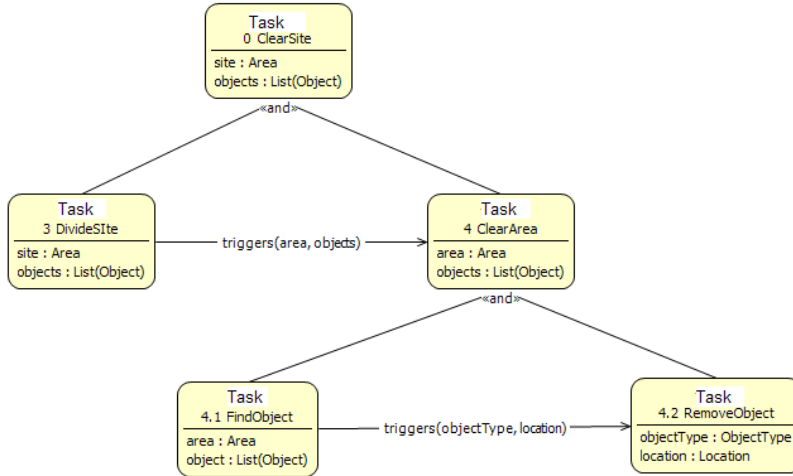 Task
0 ClearSite
site : Area
objects : List(Object)
«and»
Task
3 DivideSIte
site : Area
objects : List(Object)
triggers(area, objects)
Task
4 ClearArea
area : Area
objects : List(Object)
«and»
Task
4.1 FindObject
area : Area
object : List(Object)
triggers(objectType, location)
Task
4.2 RemoveObject
objectType : ObjectType
location : Location